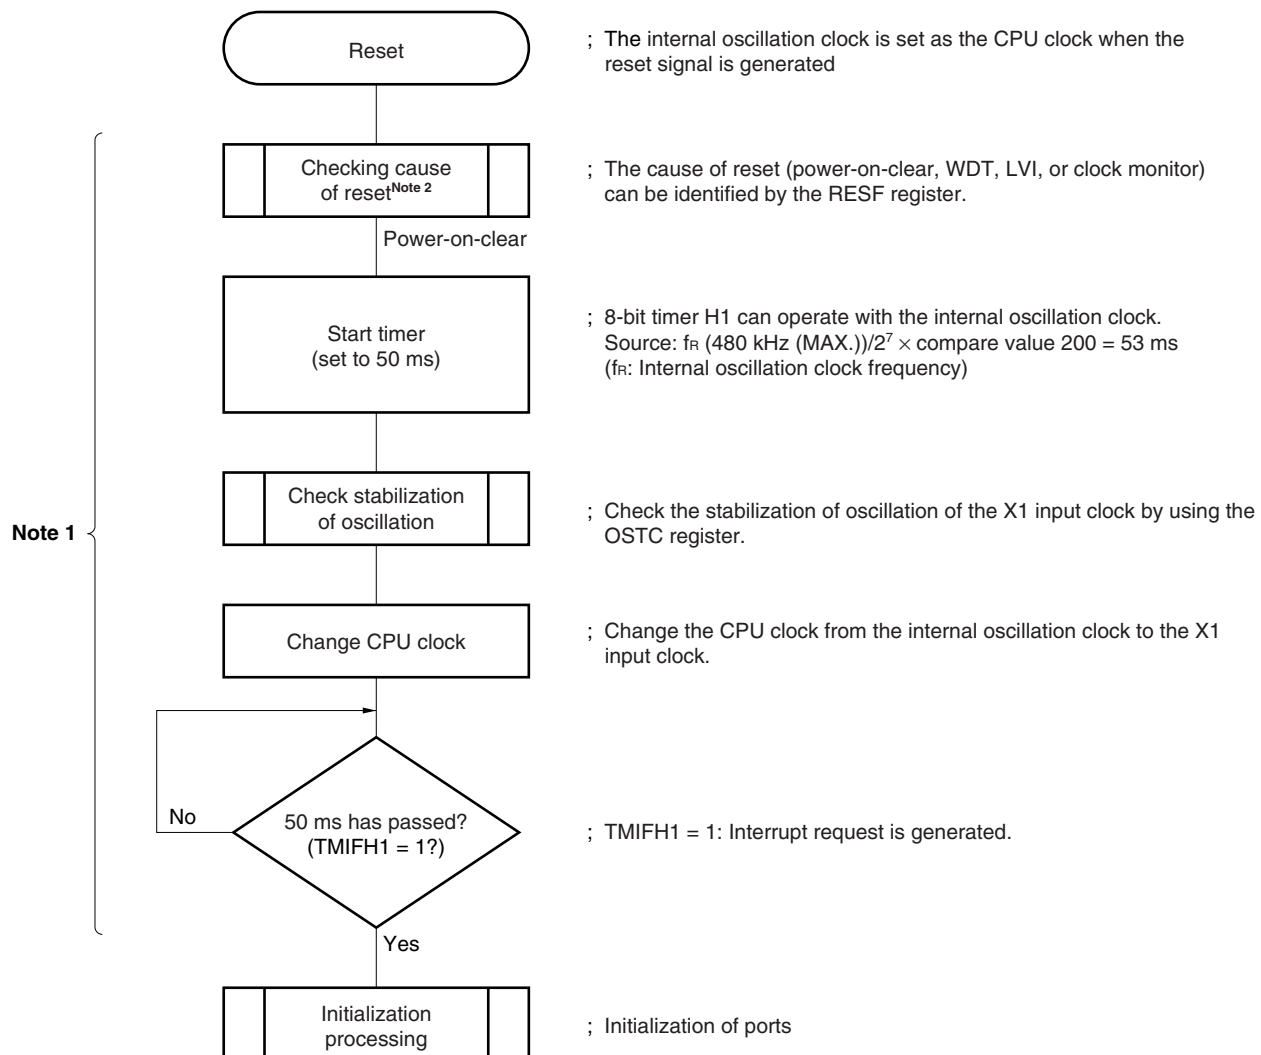 Reset
; The internal oscillation clock is set as the CPU clock when the
reset signal is generated
Checking cause
of resetNote 2
; The cause of reset (power-on-clear, WDT, LVI, or clock monitor)
can be identified by the RESF register.
Power-on-clear
Start timer
(set to 50 ms)
; 8-bit timer H1 can operate with the internal oscillation clock.
Source: fR (480 kHz (MAX.))/2⁷ × compare value 200 = 53 ms
(fR: Internal oscillation clock frequency)
Note 1
Check stabilization
of oscillation
; Check the stabilization of oscillation of the X1 input clock by using the
OSTC register.
Change CPU clock
; Change the CPU clock from the internal oscillation clock to the X1
input clock.
No
50 ms has passed?
(TMIFH1 = 1?)
; TMIFH1 = 1: Interrupt request is generated.
Yes
Initialization
processing
; Initialization of ports